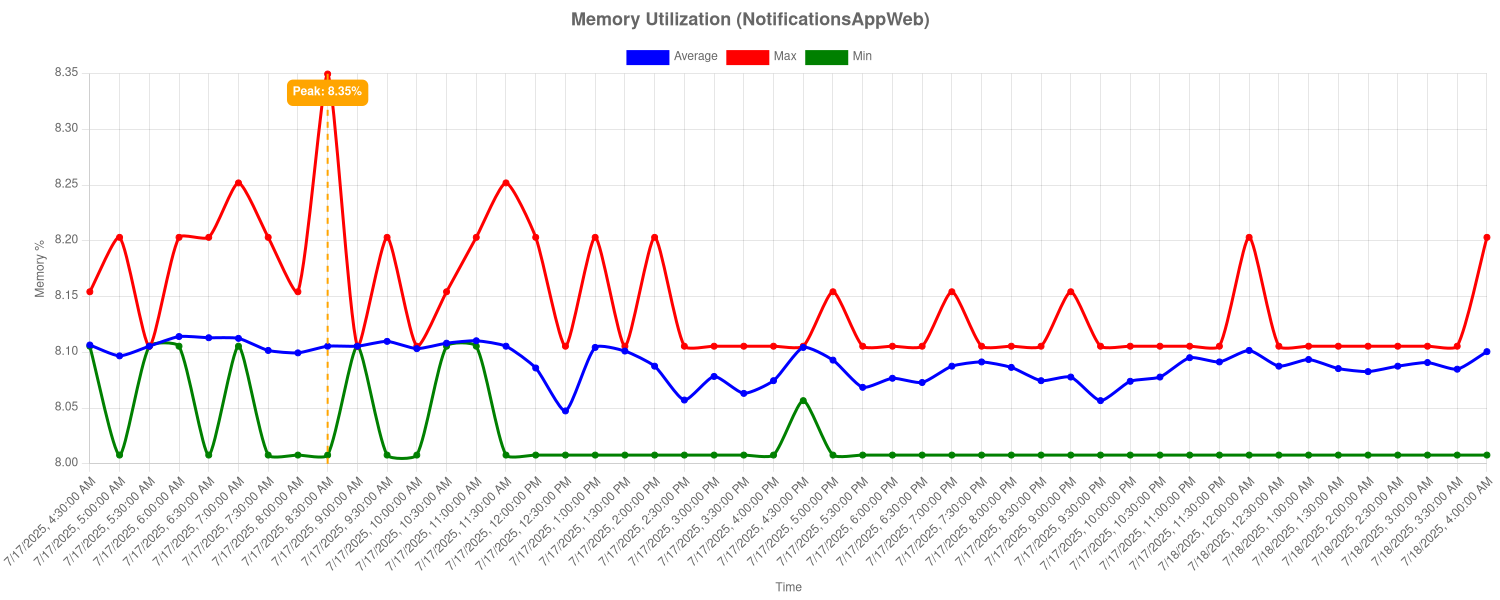 Memory Utilization (NotificationsAppWeb)
Average Max Min
8.35
Peak: 8.35%
8.30
8.25
8.20
8.15
8.10
8.05
8.00
Memory %
7/17/2025, 4:30:00 AM
7/17/2025, 5:00:00 AM
7/17/2025, 5:30:00 AM
7/17/2025, 6:00:00 AM
7/17/2025, 6:30:00 AM
7/17/2025, 7:00:00 AM
7/17/2025, 7:30:00 AM
7/17/2025, 8:00:00 AM
7/17/2025, 8:30:00 AM
7/17/2025, 9:00:00 AM
7/17/2025, 9:30:00 AM
7/17/2025, 10:00:00 AM
7/17/2025, 10:30:00 AM
7/17/2025, 11:00:00 AM
7/17/2025, 11:30:00 AM
7/17/2025, 12:00:00 PM
7/17/2025, 12:30:00 PM
7/17/2025, 1:00:00 PM
7/17/2025, 1:30:00 PM
7/17/2025, 2:00:00 PM
7/17/2025, 2:30:00 PM
7/17/2025, 3:00:00 PM
7/17/2025, 3:30:00 PM
7/17/2025, 4:00:00 PM
7/17/2025, 4:30:00 PM
7/17/2025, 5:00:00 PM
7/17/2025, 5:30:00 PM
7/17/2025, 6:00:00 PM
7/17/2025, 6:30:00 PM
7/17/2025, 7:00:00 PM
7/17/2025, 7:30:00 PM
7/17/2025, 8:00:00 PM
7/17/2025, 8:30:00 PM
7/17/2025, 9:00:00 PM
7/17/2025, 9:30:00 PM
7/17/2025, 10:00:00 PM
7/17/2025, 10:30:00 PM
7/17/2025, 11:00:00 PM
7/17/2025, 11:30:00 PM
7/18/2025, 12:00:00 AM
7/18/2025, 12:30:00 AM
7/18/2025, 1:00:00 AM
7/18/2025, 1:30:00 AM
7/18/2025, 2:00:00 AM
7/18/2025, 2:30:00 AM
7/18/2025, 3:00:00 AM
7/18/2025, 3:30:00 AM
7/18/2025, 4:00:00 AM
Time